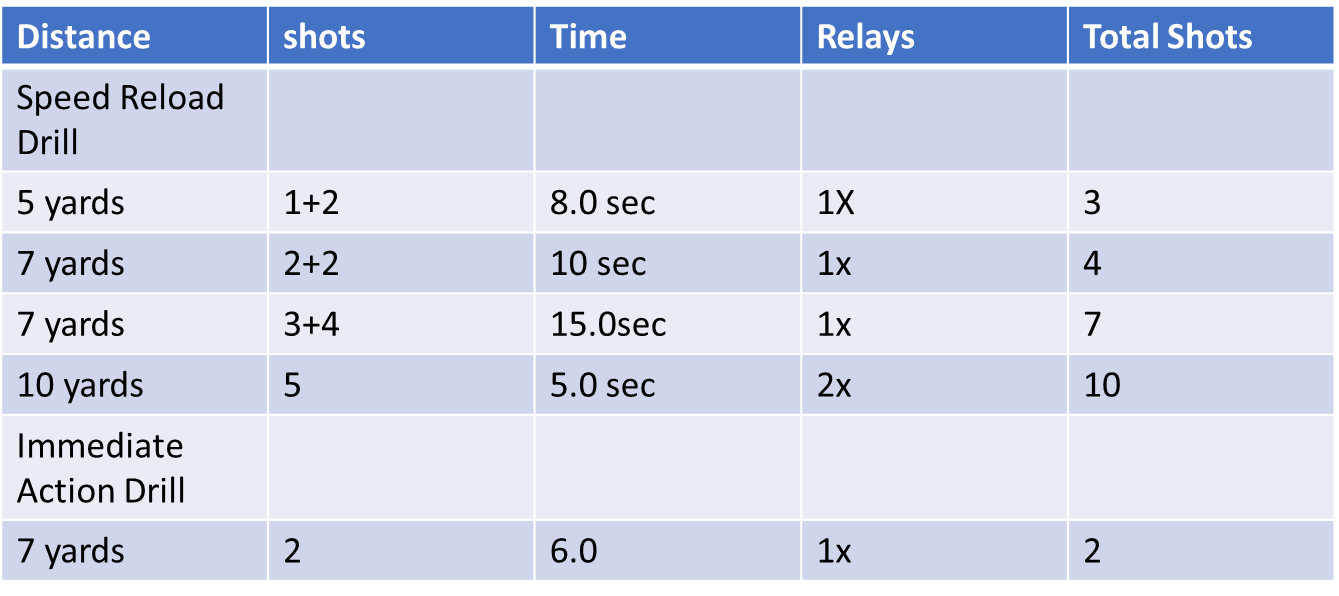 Distance shots Time Relays Total Shots
Speed Reload
Drill
5 yards 1+2 8.0 sec 1X 3
7 yards 2+2 10 sec 1x 4
7 yards 3+4 15.0sec 1x 7
10 yards 5 5.0 sec 2x 10
Immediate
Action Drill
7 yards 2 6.0 1x 2